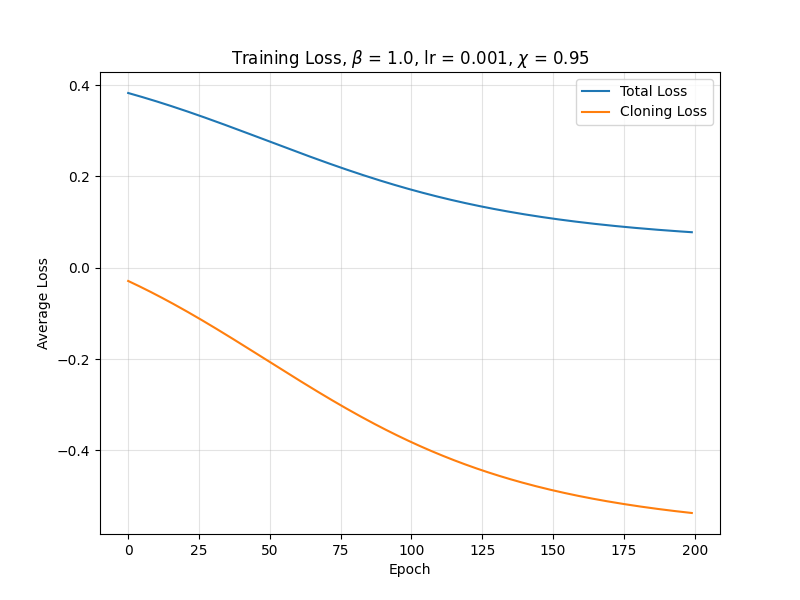 Training Loss, β = 1.0, lr = 0.001, χ = 0.95
Total Loss
Cloning Loss
Average Loss
0.4
0.2
0.0
−0.2
−0.4
0 25 50 75 100 125 150 175 200
Epoch